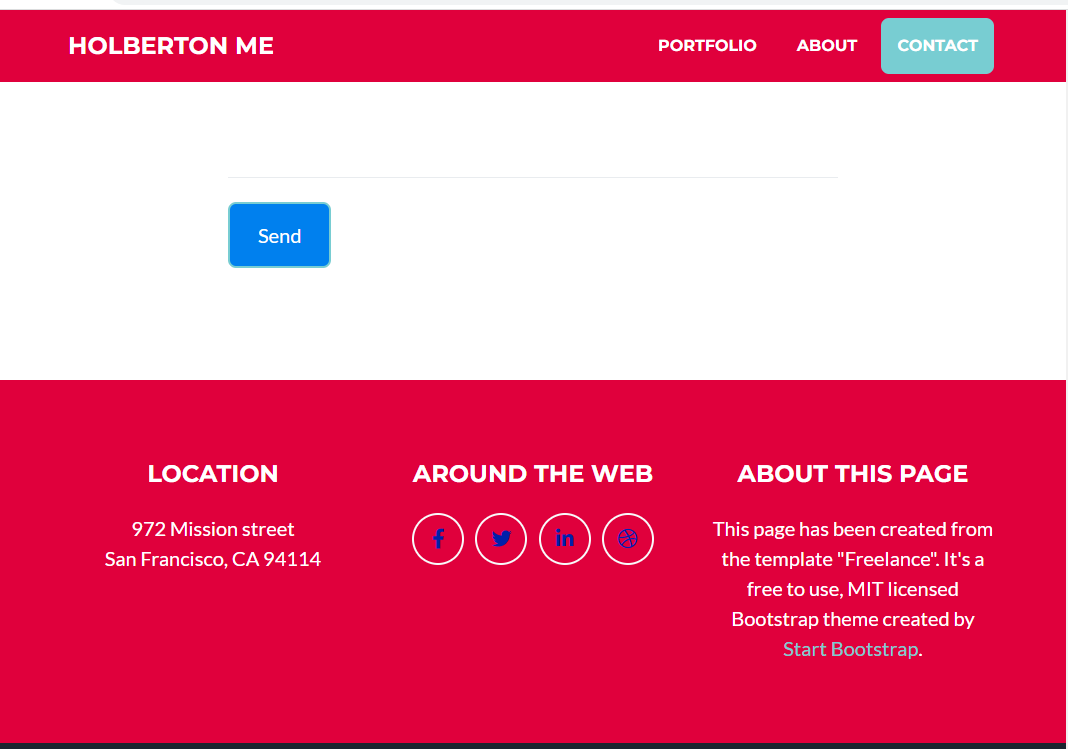 HOLBERTON ME
PORTFOLIO
ABOUT
CONTACT
Send
LOCATION
972 Mission street
San Francisco, CA 94114
AROUND THE WEB
ABOUT THIS PAGE
This page has been created from
the template "Freelance". It's a
free to use, MIT licensed
Bootstrap theme created by
Start Bootstrap.